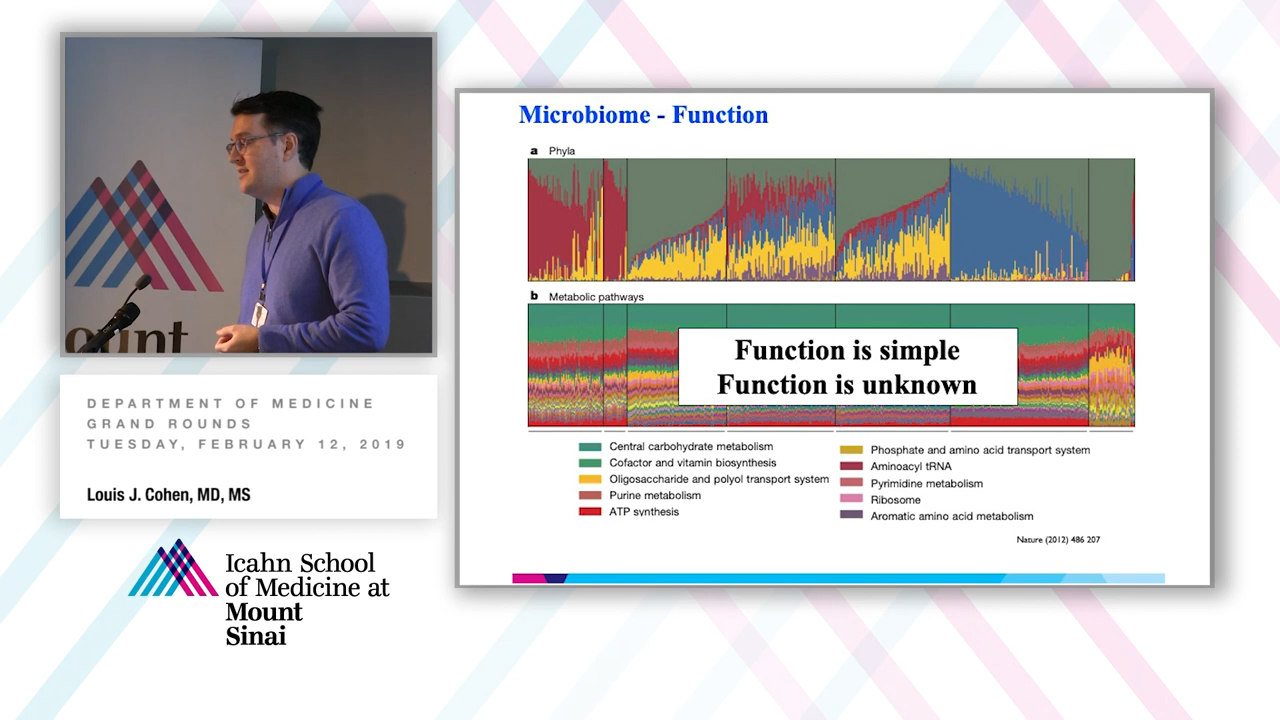 ount
DEPARTMENT OF MEDICINE
GRAND ROUNDS
TUESDAY, FEBRUARY 12, 2019
Louis J. Cohen, MD, MS
Icahn School
of Medicine at
Mount
Sinai
Microbiome - Function
a Phyla
b Metabolic pathways
Function is simple
Function is unknown
Central carbohydrate metabolism
Cofactor and vitamin biosynthesis
Oligosaccharide and polyol transport system
Purine metabolism
ATP synthesis
Phosphate and amino acid transport system
Aminoacyl tRNA
Pyrimidine metabolism
Ribosome
Aromatic amino acid metabolism
Nature (2012) 486 207